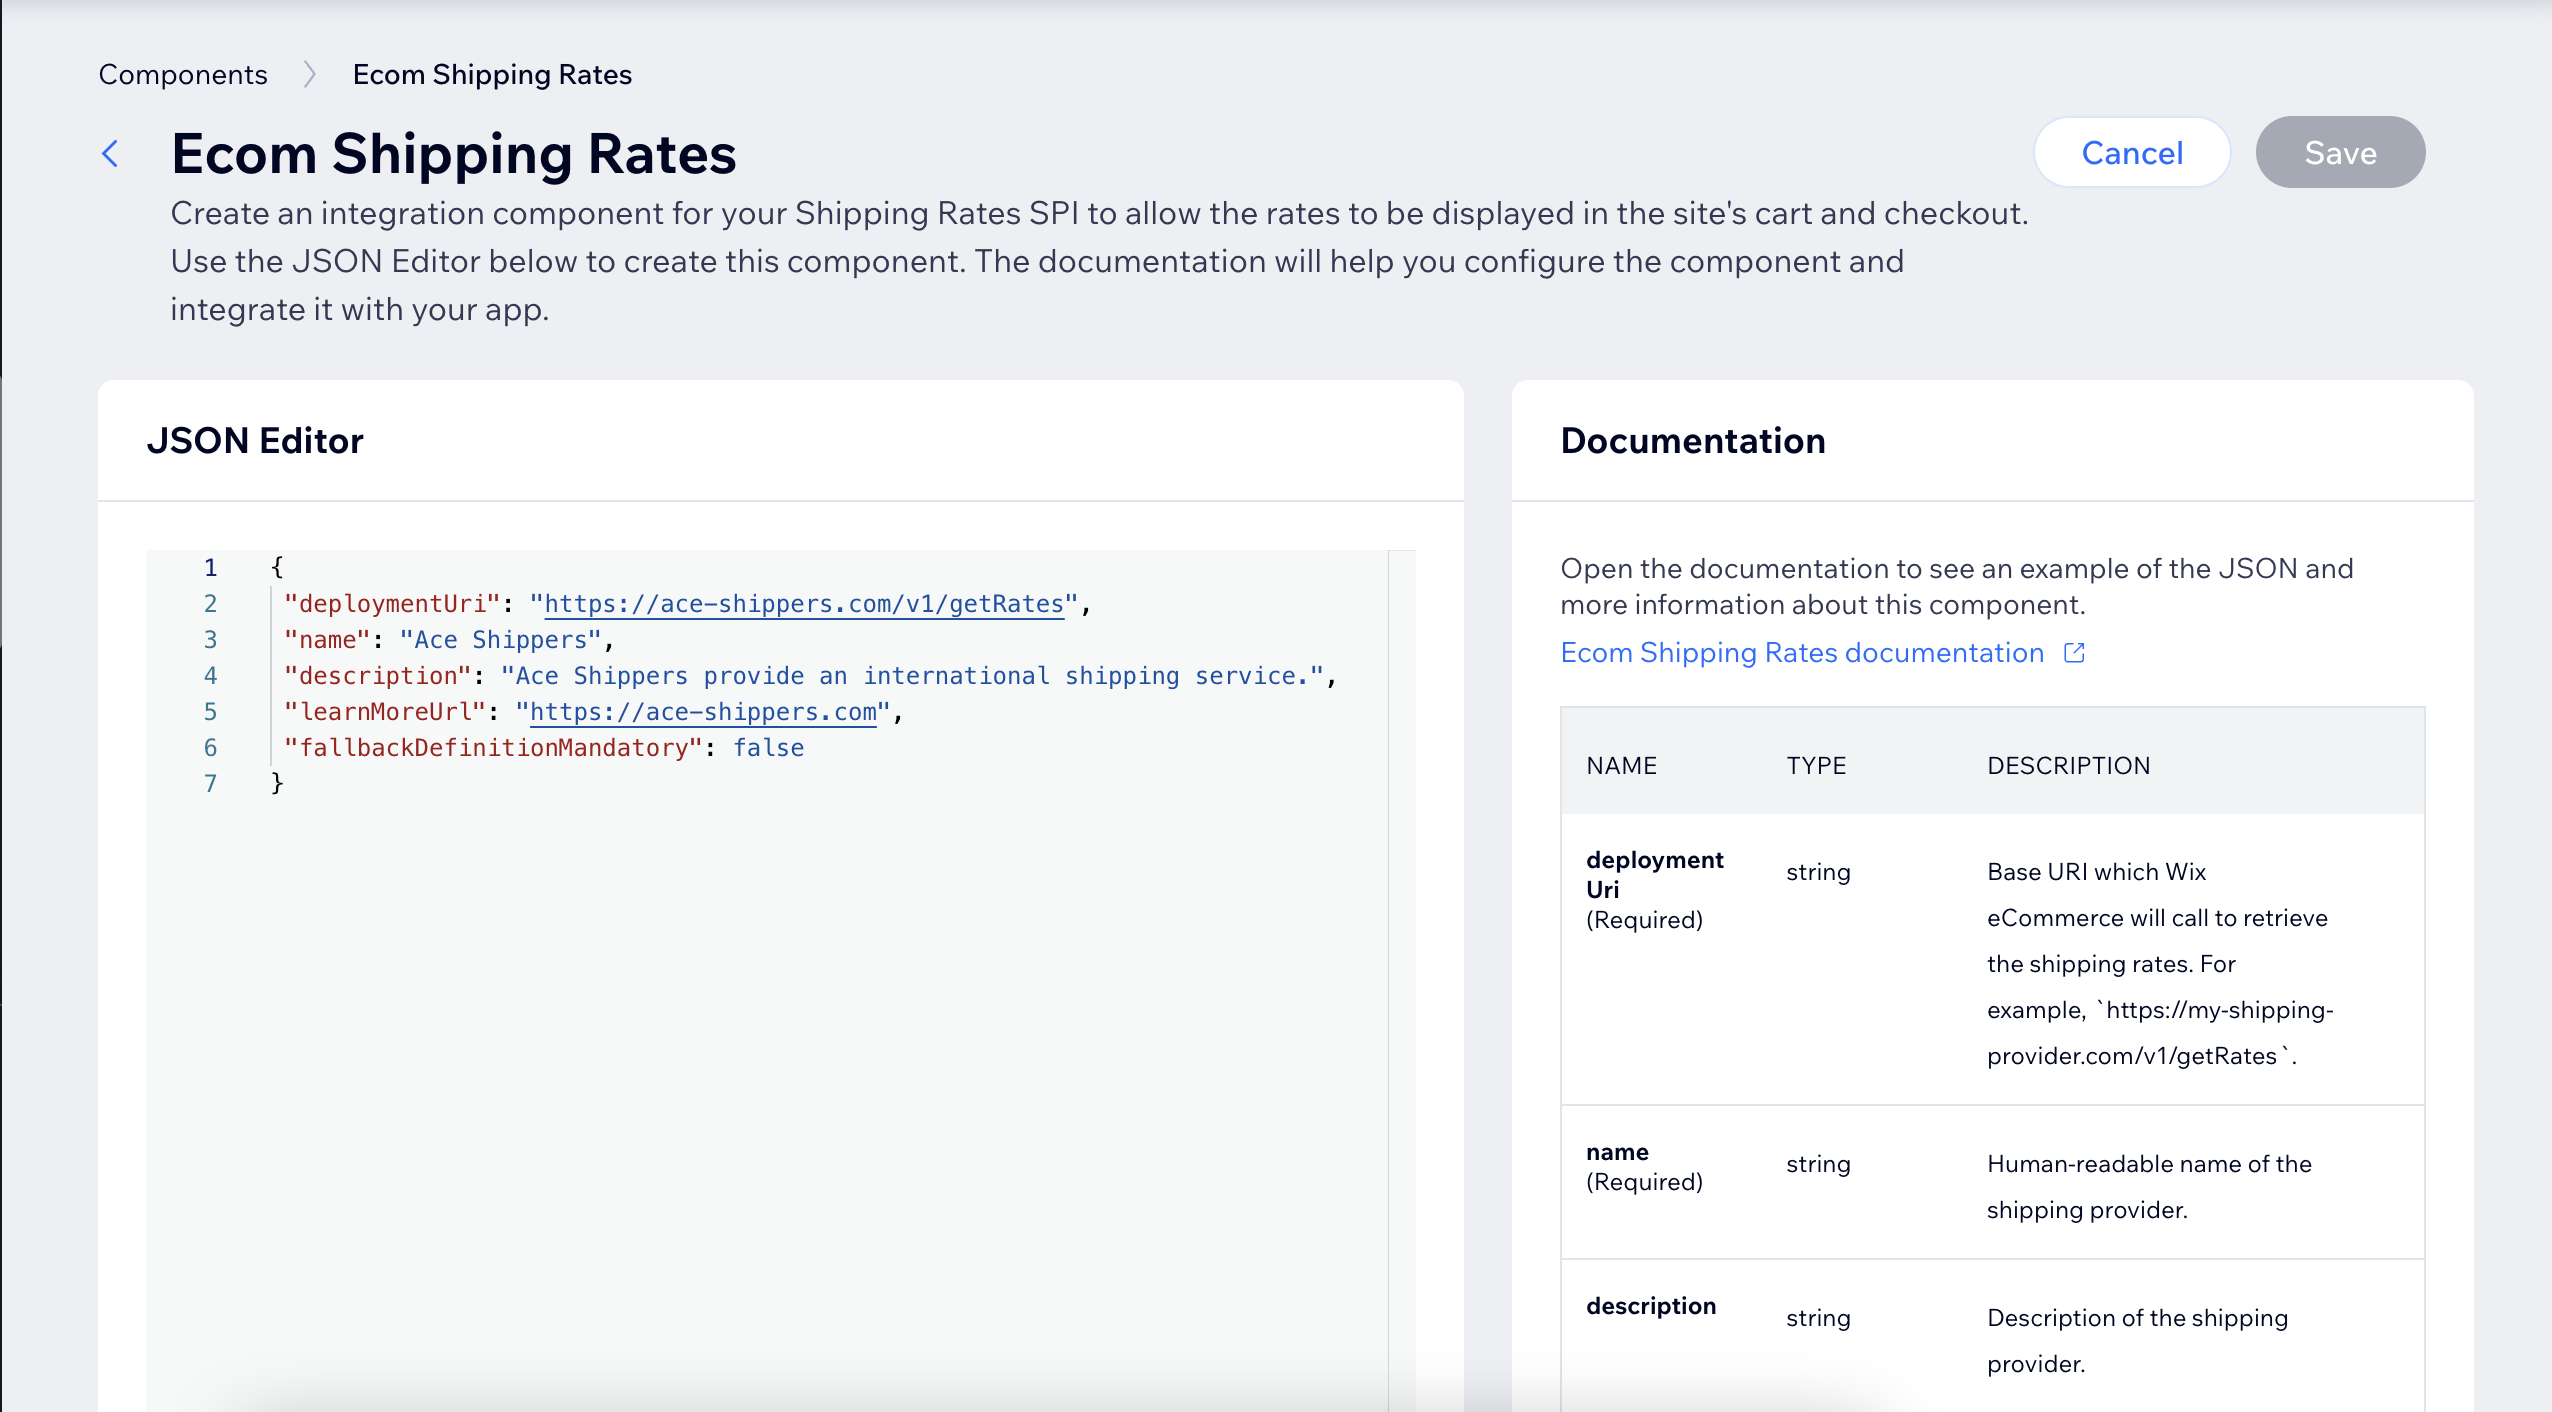 Components
Ecom Shipping Rates
Ecom Shipping Rates
Cancel
Save
Create an integration component for your Shipping Rates SPI to allow the rates to be displayed in the site's cart and checkout.
Use the JSON Editor below to create this component. The documentation will help you configure the component and
integrate it with your app.
JSON Editor
1 {
2 "deploymentUri": "https://ace-shippers.com/v1/getRates",
3 "name": "Ace Shippers",
4 "description": "Ace Shippers provide an international shipping service.",
5 "learnMoreUrl": "https://ace-shippers.com",
6 "fallbackDefinitionMandatory": false
7 }
Documentation
Open the documentation to see an example of the JSON and
more information about this component.
Ecom Shipping Rates documentation
NAME TYPE DESCRIPTION
deployment
Uri
(Required)
string
Base URI which Wix
eCommerce will call to retrieve
the shipping rates. For
example, `https://my-shipping-
provider.com/v1/getRates`.
name
(Required)
string
Human-readable name of the
shipping provider.
description
string
Description of the shipping
provider.